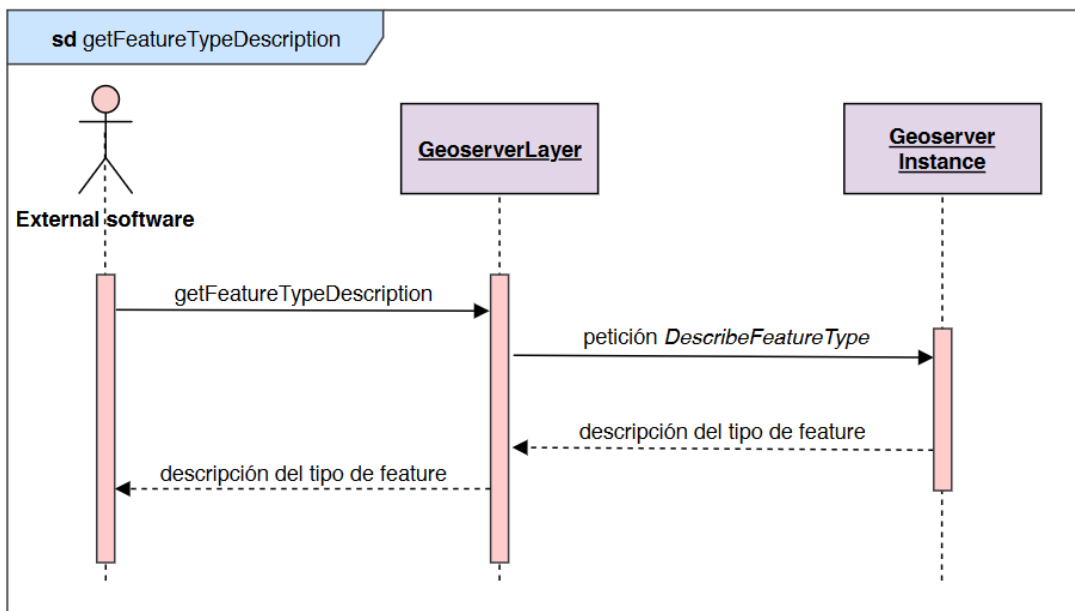 sd getFeatureTypeDescription
GeoserverLayer
Geoserver
Instance
External software
getFeatureTypeDescription
petición DescribeFeatureType
descripción del tipo de feature
descripción del tipo de feature